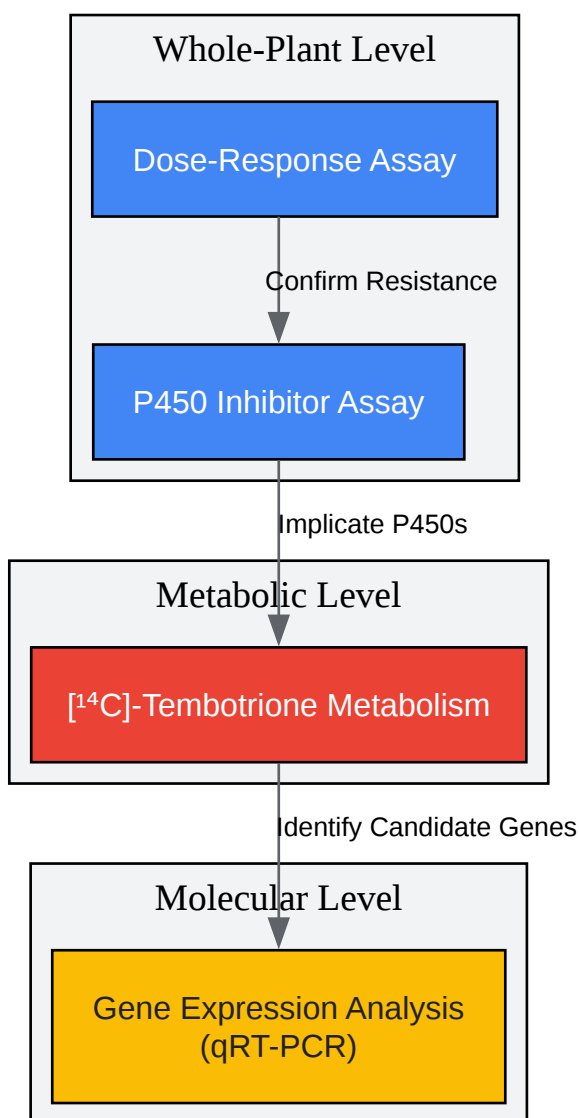 Whole-Plant Level
Dose-Response Assay
Confirm Resistance
P450 Inhibitor Assay
Implicate P450s
Metabolic Level
[¹⁴C]-Tembotrione Metabolism
Identify Candidate Genes
Molecular Level
Gene Expression Analysis
(qRT-PCR)